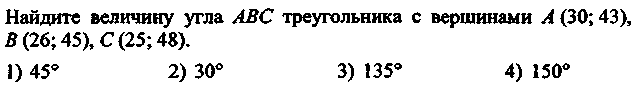 Найдите величину угла ABC треугольника с вершинами A (30; 43),
B (26; 45), C (25; 48).
1) 45° 2) 30° 3) 135° 4) 150°